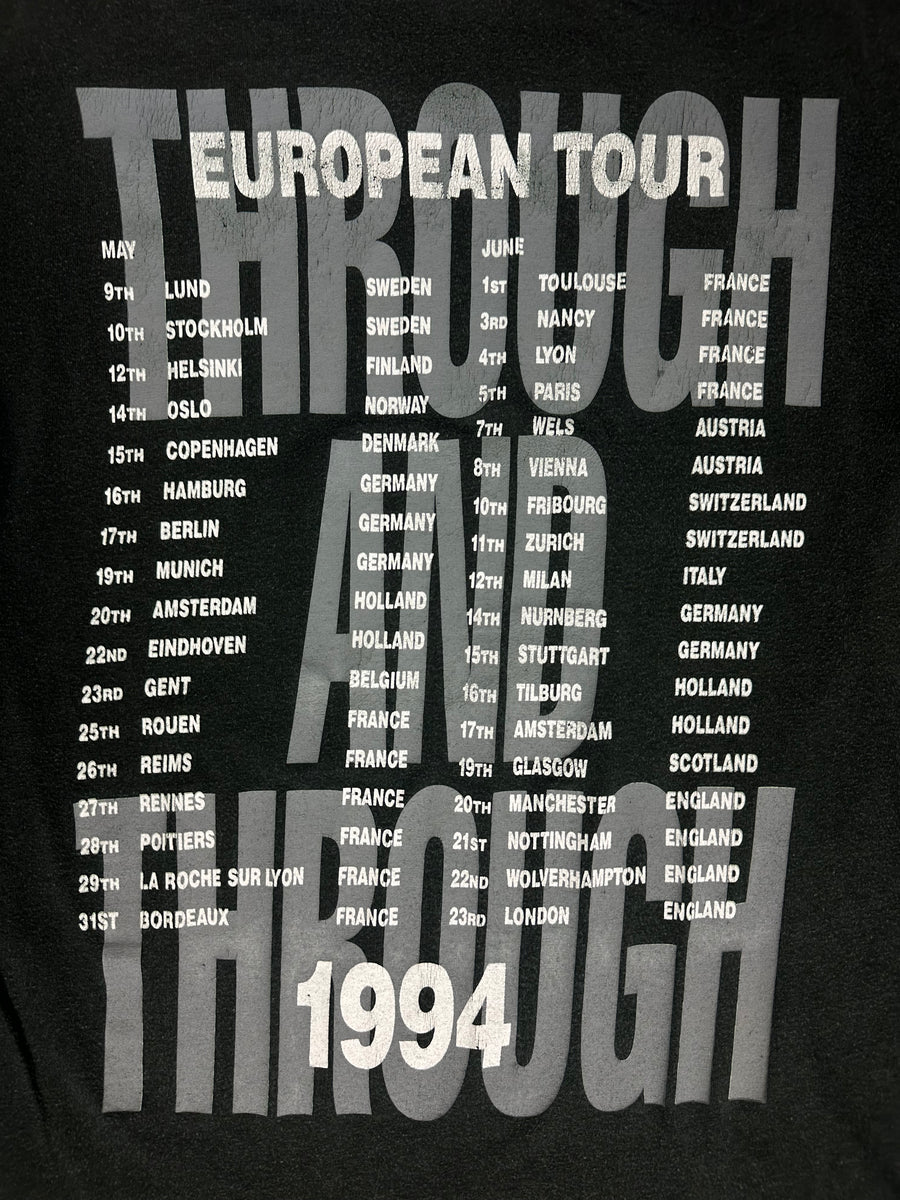 THROUGH
EUROPEAN TOUR
MAY
9TH LUND SWEDEN
10TH STOCKHOLM SWEDEN
12TH HELSINKI FINLAND
14TH OSLO NORWAY
15TH COPENHAGEN DENMARK
16TH HAMBURG GERMANY
17TH BERLIN GERMANY
19TH MUNICH GERMANY
20TH AMSTERDAM HOLLAND
22ND EINDHOVEN HOLLAND
23RD GENT BELGIUM
25TH ROUEN FRANCE
26TH REIMS FRANCE
27TH RENNES FRANCE
28TH POITIERS FRANCE
29TH LA ROCHE SUR LYON FRANCE
31ST BORDEAUX FRANCE
JUNE
1ST TOULOUSE FRANCE
3RD NANCY FRANCE
4TH LYON FRANCE
5TH PARIS FRANCE
7TH WELS AUSTRIA
8TH VIENNA AUSTRIA
10TH FRIBOURG SWITZERLAND
11TH ZURICH SWITZERLAND
12TH MILAN ITALY
14TH NURNBERG GERMANY
15TH STUTTGART GERMANY
16TH TILBURG HOLLAND
17TH AMSTERDAM HOLLAND
19TH GLASGOW SCOTLAND
20TH MANCHESTER ENGLAND
21ST NOTTINGHAM ENGLAND
22ND WOLVERHAMPTON ENGLAND
23RD LONDON ENGLAND
AND
THROUGH
1994